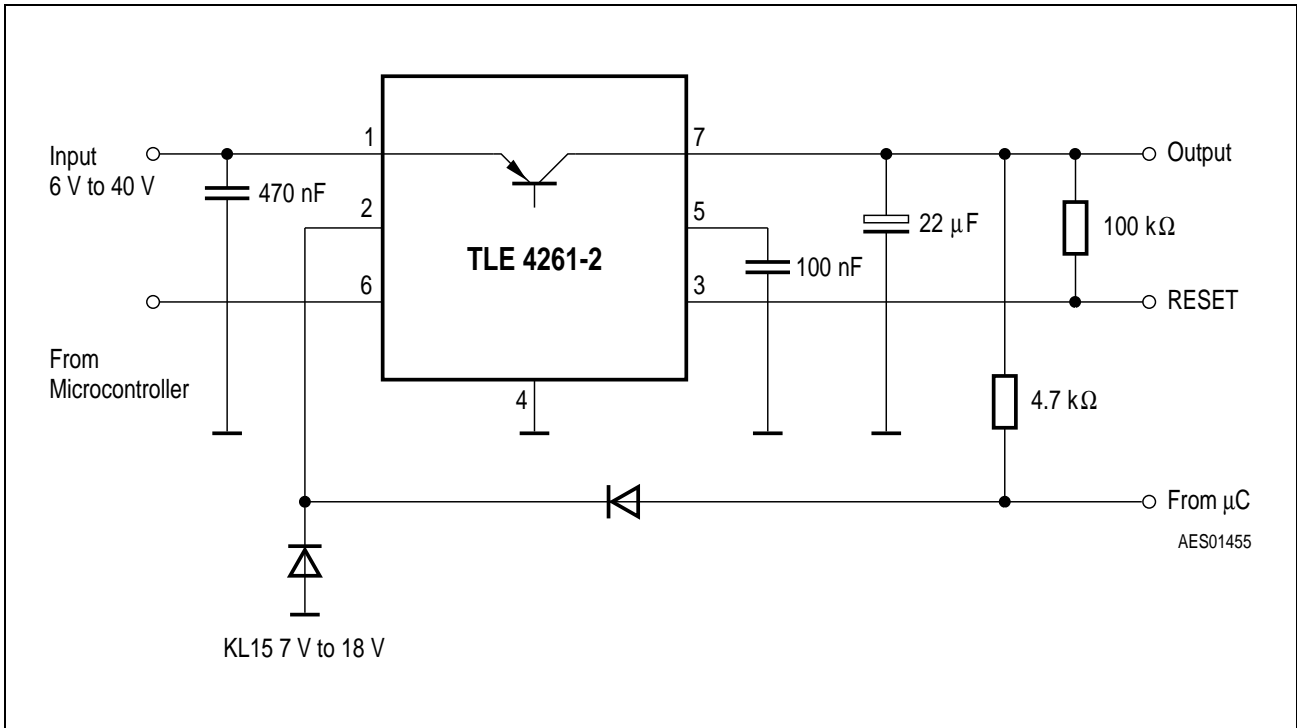 Input
6 V to 40 V
1
470 nF
2
6
From
Microcontroller
TLE 4261-2
4
7
5
3
100 nF
22 μF
Output
100 kΩ
RESET
4.7 kΩ
From μC
AES01455
KL15 7 V to 18 V